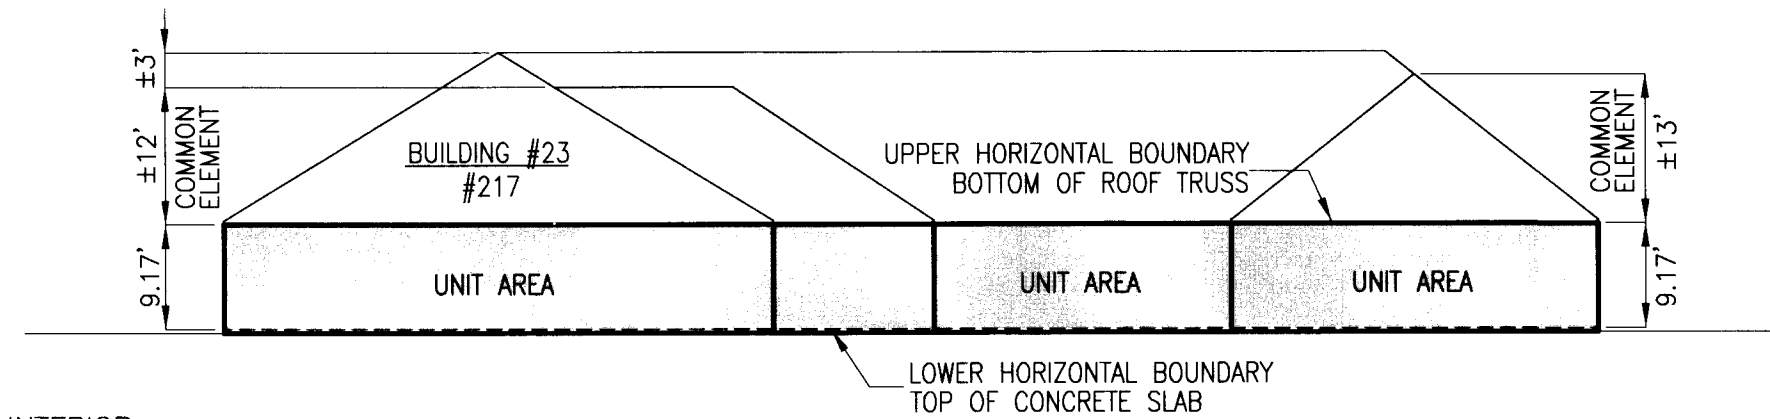 ±3'
±12'
COMMON
ELEMENT
9.17'
BUILDING #23
#217
UPPER HORIZONTAL BOUNDARY
BOTTOM OF ROOF TRUSS
COMMON
ELEMENT
±13'
9.17'
UNIT AREA
UNIT AREA
UNIT AREA
LOWER HORIZONTAL BOUNDARY
TOP OF CONCRETE SLAB